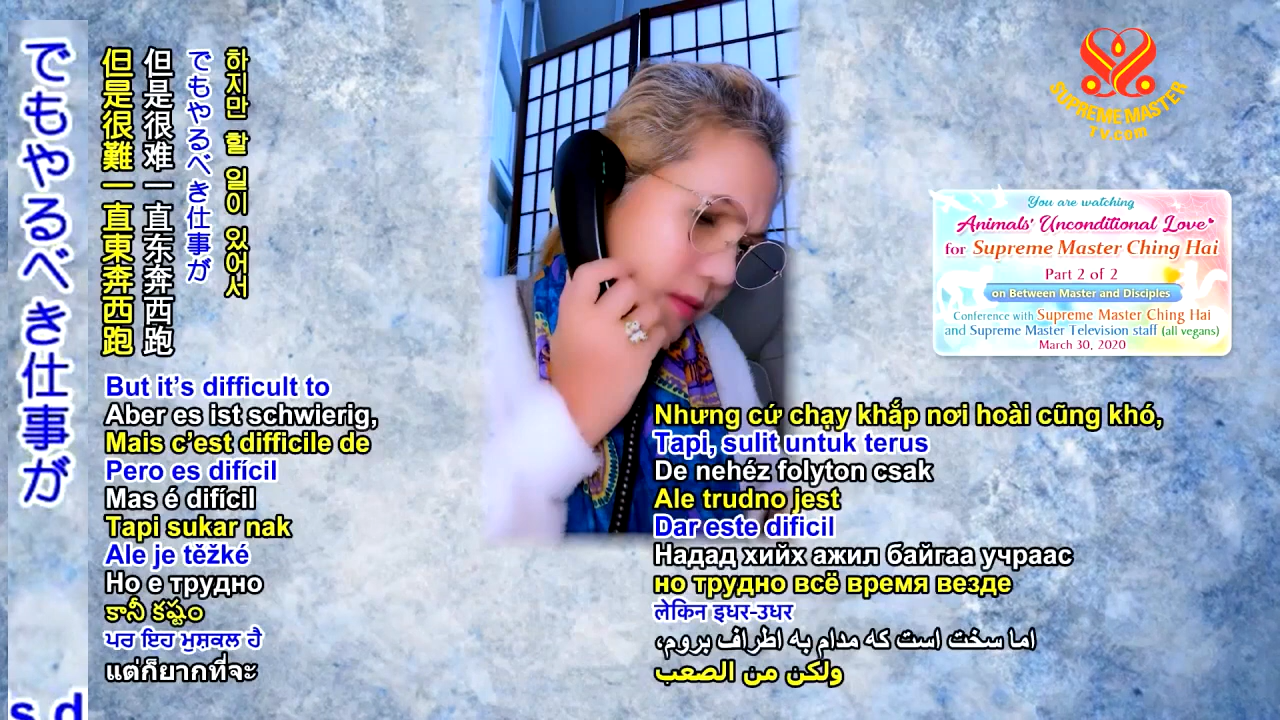 でもやるべき仕事が
s d
但是很難一直東奔西跑
但是很难一直东奔西跑
でもやるべき仕事が
하지만 할 일이 있어서
But it’s difficult to
Aber es ist schwierig,
Mais c’est difficile de
Pero es difícil
Mas é difícil
Tapi sukar nak
Ale je těžké
Но е трудно
కానీ కష్టం
ਪਰ ਇਹ ਮੁਸ਼ਕਲ ਹੈ
แต่ก็ยากที่จะ
Nhưng cứ chạy khắp nơi hoài cũng khó,
Tapi, sulit untuk terus
De nehéz folyton csak
Ale trudno jest
Dar este dificil
Надад хийх ажил байгаа учраас
но трудно всё время везде
लेकिन इधर-उधर
اما سخت است که مدام به اطراف بروم،
ولكن من الصعب
SUPREME MASTER
TV.com
You are watching
Animals’ Unconditional Love
for Supreme Master Ching Hai
Part 2 of 2
on Between Master and Disciples
Conference with Supreme Master Ching Hai
and Supreme Master Television staff (all vegans)
March 30, 2020